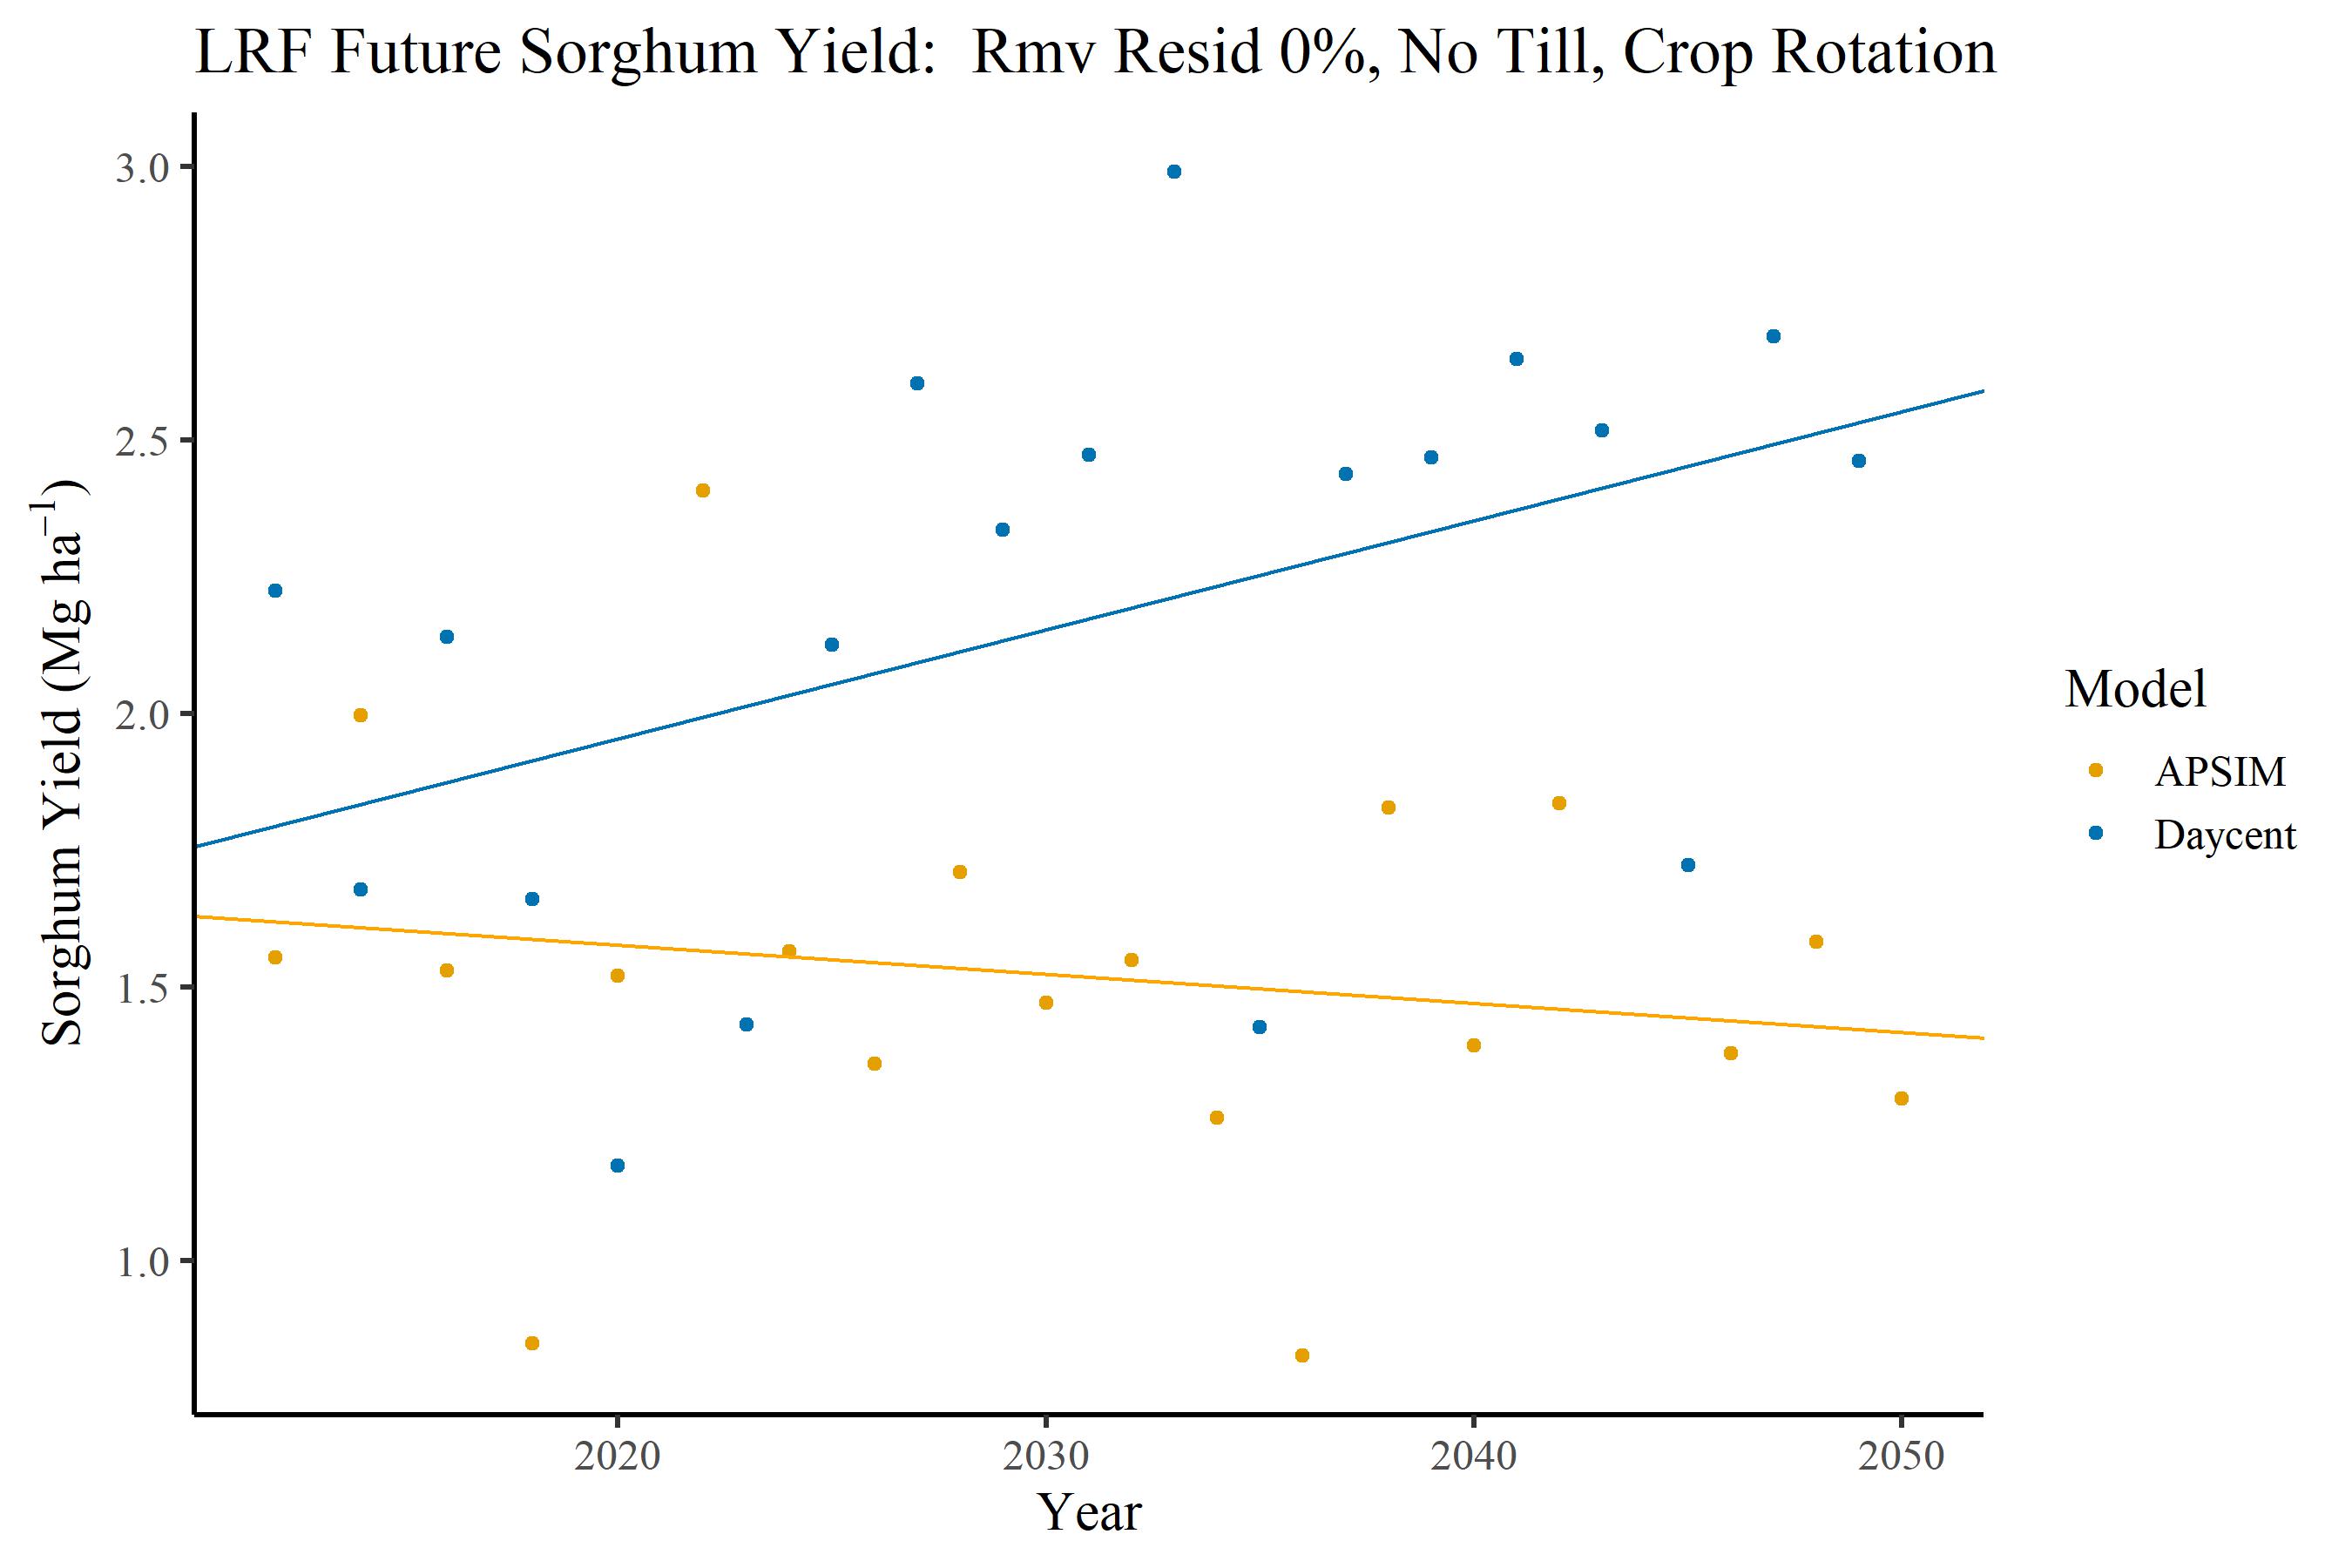 LRF Future Sorghum Yield:  Rmv Resid 0%, No Till, Crop Rotation
Sorghum Yield (Mg ha⁻¹)
3.0
2.5
2.0
1.5
1.0
2020 2030 2040 2050
Year
Model
APSIM
Daycent